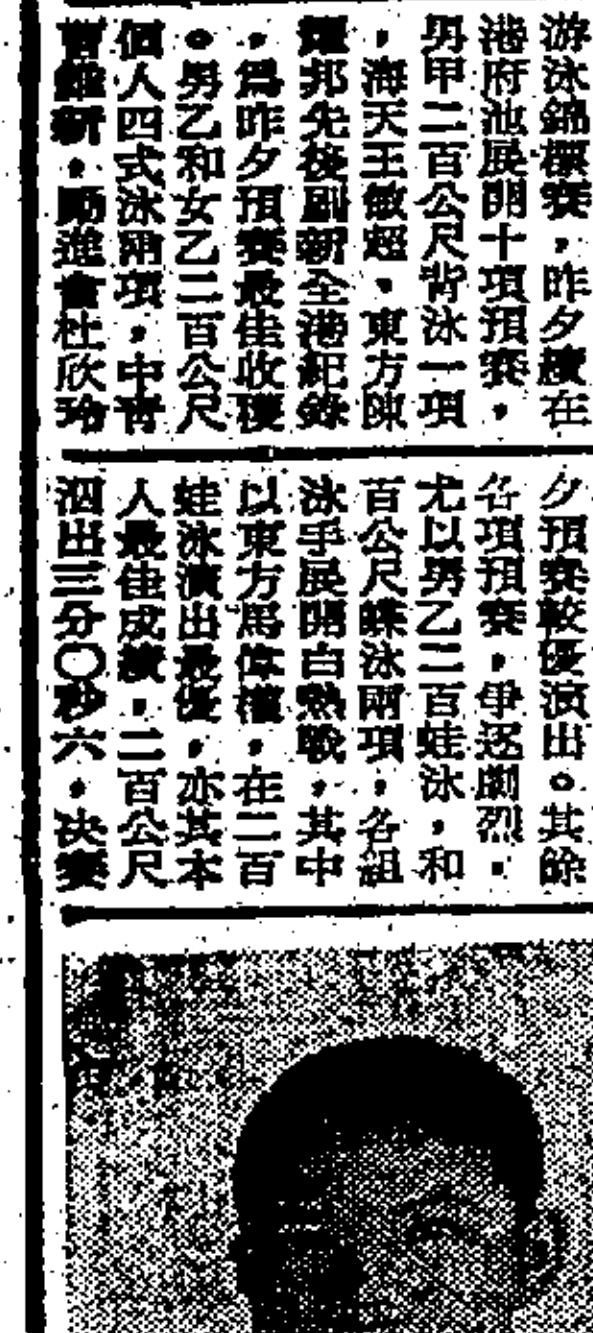 游泳錦標賽，昨夕續在
港府池展開十項預賽，
男甲二百公尺背泳一項
，海天王敏超，東方陳
耀邦先後刷新全港紀錄
，為昨夕預賽最佳收穫
。男乙和女乙二百公尺
個人四式泳兩項，中青
曾維新，勵進會杜欣玲
夕預賽較優演出。其餘
各項預賽，爭逐劇烈，
尤以男乙二百蛙泳，和
百公尺蝶泳兩項，各組
泳手展開白熱戰，其中
以東方馬偉權，在二百
蛙泳演出最優，亦其本
人最佳成績，二百公尺
泅出三分〇秒六，決賽